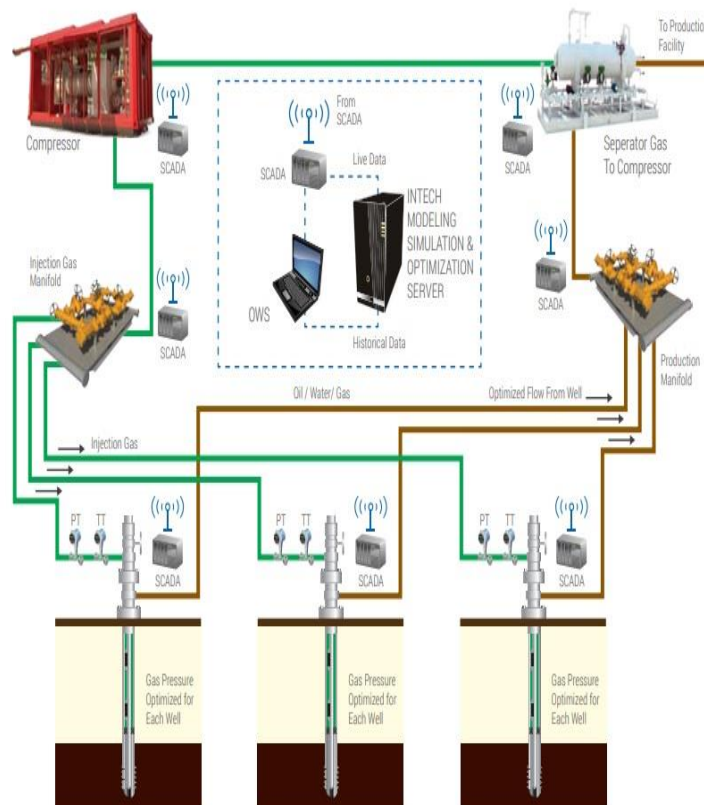 To Production
Facility
Compressor
SCADA
From
SCADA
SCADA
Live Data
INTECH
MODELING
SIMULATION &
OPTIMIZATION
SERVER
OWS
Historical Data
SCADA
Seperator Gas
To Compressor
SCADA
Injection Gas
Manifold
SCADA
Production
Manifold
Oil / Water/ Gas
Optimized Flow From Well
Injection Gas
PT TT
SCADA
PT TT
SCADA
PT TT
SCADA
Gas Pressure
Optimized for
Each Well
Gas Pressure
Optimized for
Each Well
Gas Pressure
Optimized for
Each Well